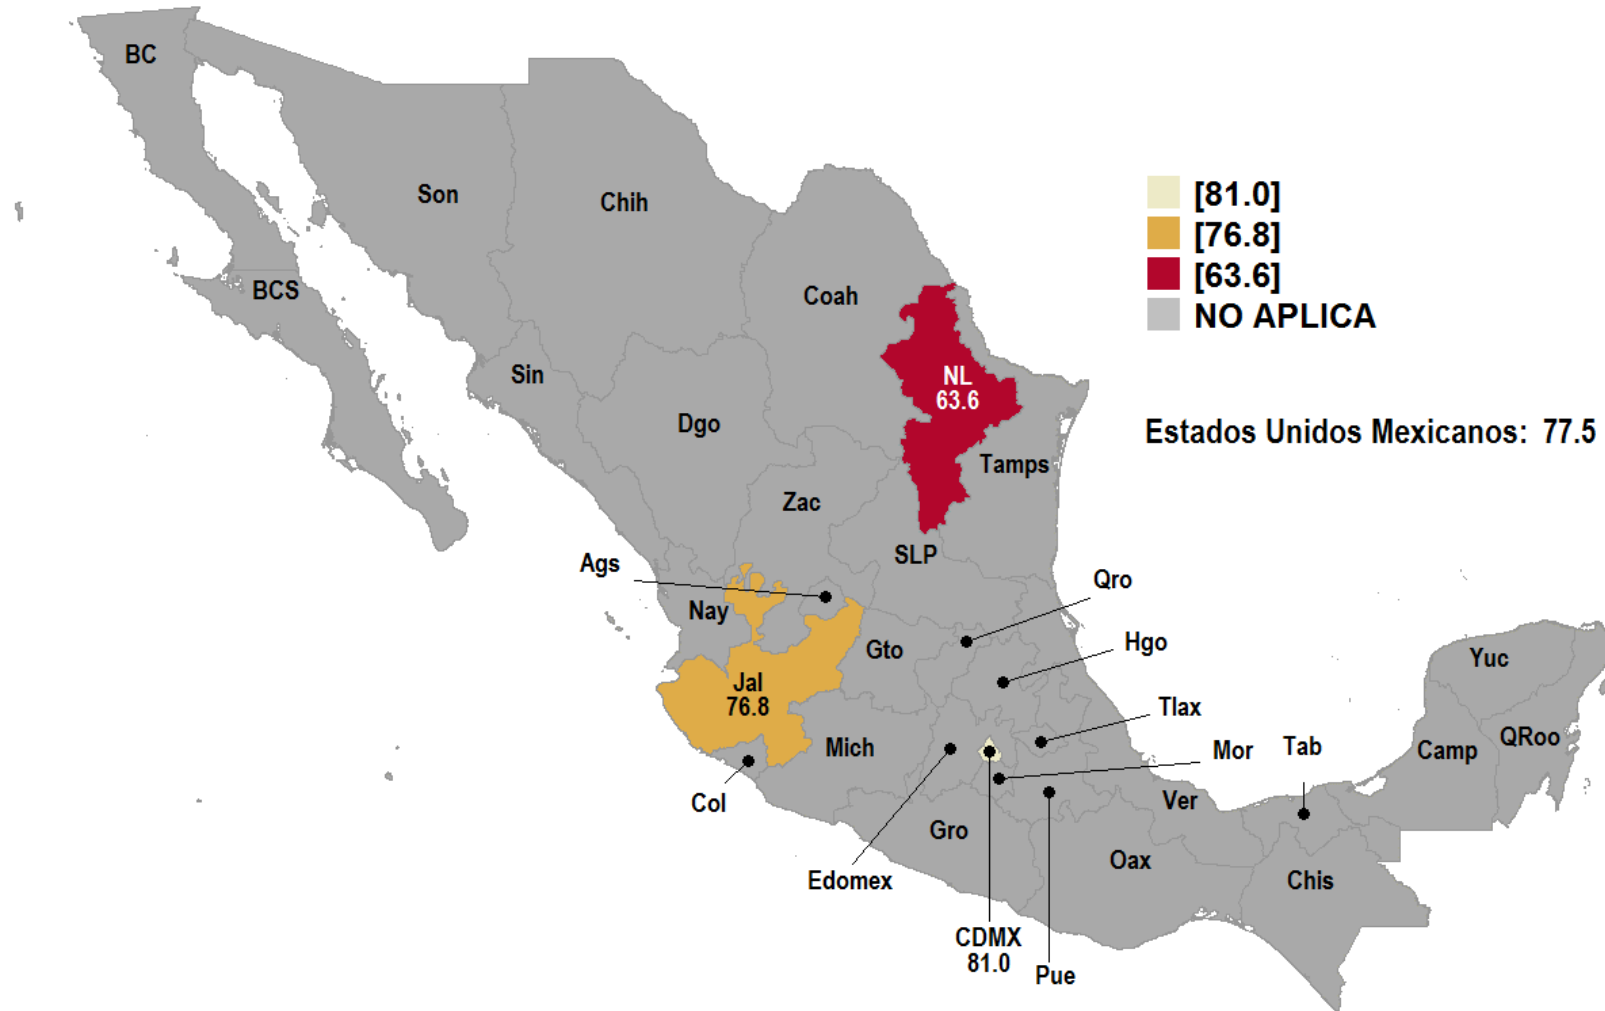 BC
Son
Chih
[81.0]
[76.8]
[63.6]
NO APLICA
BCS
Coah
Sin
NL
63.6
Estados Unidos Mexicanos: 77.5
Dgo
Tamps
Zac
SLP
Ags
Qro
Nay
Gto
Hgo
Yuc
Jal
76.8
Tlax
Mich
Mor
Tab
Camp
QRoo
Col
Ver
Gro
Oax
Edomex
Chis
CDMX
81.0
Pue